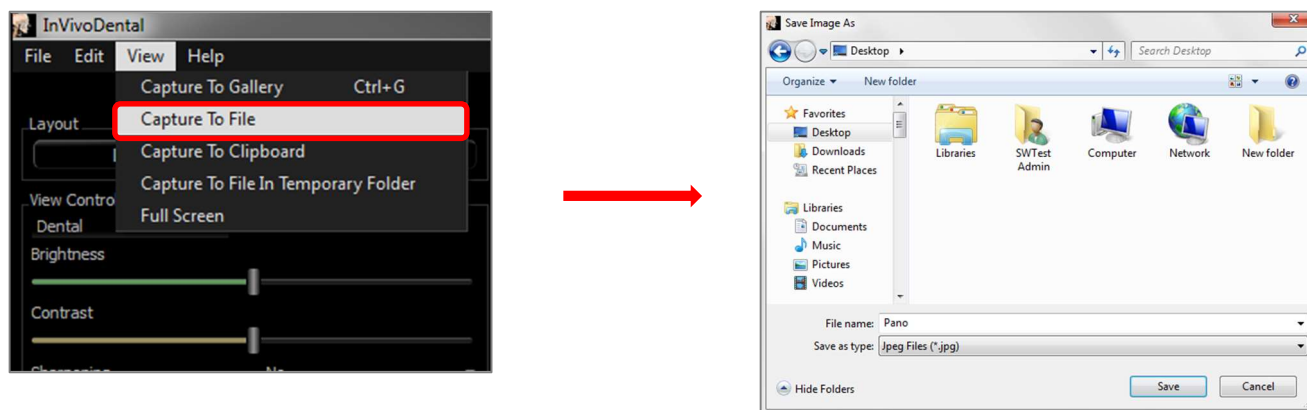 InVivoDental
File Edit View Help
Capture To Gallery Ctrl+G
Capture To File
Capture To Clipboard
Capture To File In Temporary Folder
Full Screen
Layout
View Contro
Dental
Brightness
Contrast
Save Image As
Desktop
Search Desktop
Organize New folder
Favorites
Desktop
Downloads
Recent Places
Libraries
Documents
Music
Pictures
Videos
Libraries
SWTest
Admin
Computer
Network
New folder
File name: Pano
Save as type: Jpeg Files (*.jpg)
Hide Folders
Save
Cancel